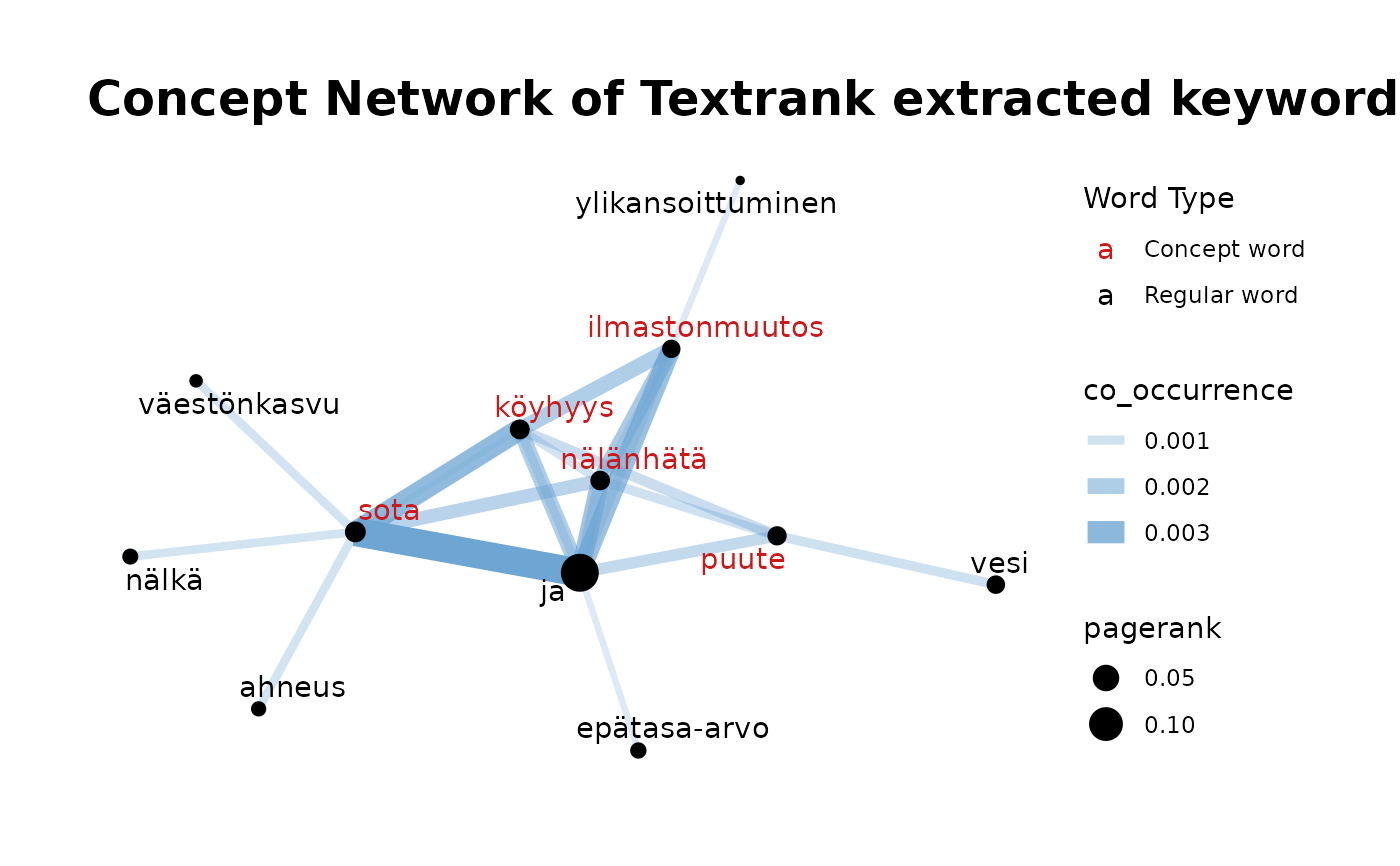 Concept Network of Textrank extracted keyword
ylikansoittuminen
ilmastonmuutos
väestönkasvu
köyhyys
nälänhätä
sota
puute
vesi
nälkä
ja
ahneus
epätasa-arvo
Word Type
a Concept word
a Regular word
co_occurrence
0.001
0.002
0.003
pagerank
0.05
0.10